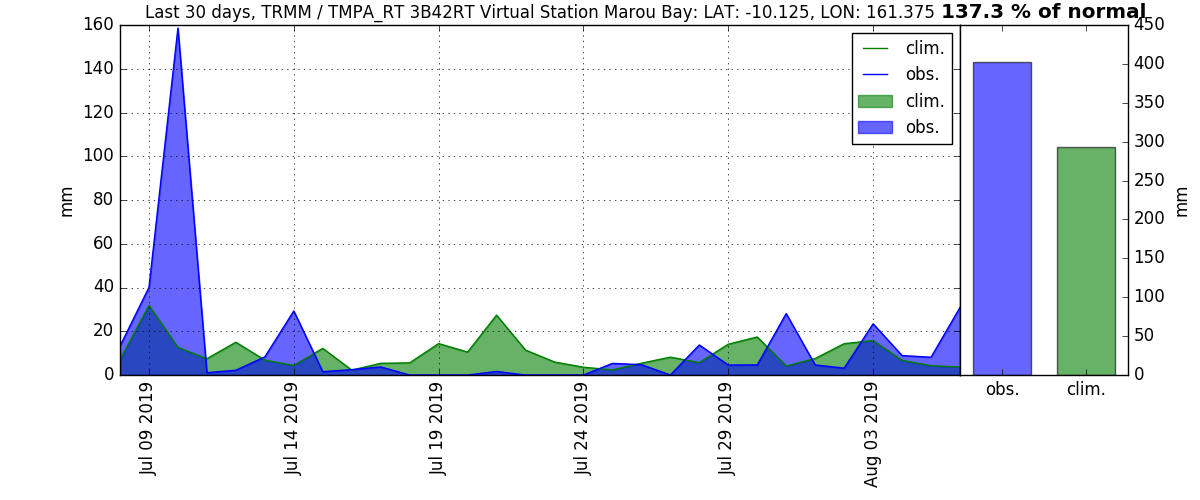 Last 30 days, TRMM / TMPA_RT 3B42RT Virtual Station Marou Bay: LAT: -10.125, LON: 161.375 137.3 % of normal
160
140
120
100
80
60
40
20
0
mm
clim.
obs.
clim.
obs.
Jul 09 2019
Jul 14 2019
Jul 19 2019
Jul 24 2019
Jul 29 2019
Aug 03 2019
450
400
350
300
250
200
150
100
50
0
mm
obs. clim.